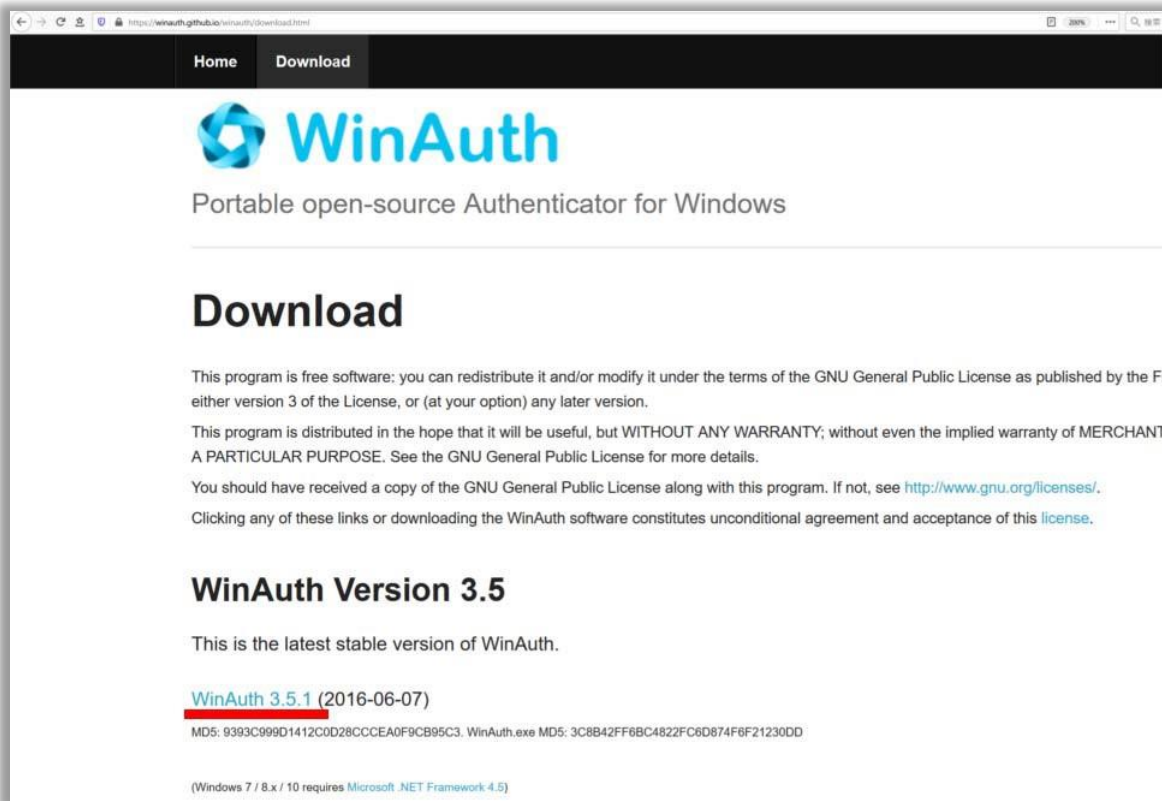 https://winauth.github.io/winauth/download.html
200%
Home Download
WinAuth
Portable open-source Authenticator for Windows
Download
This program is free software: you can redistribute it and/or modify it under the terms of the GNU General Public License as published by the F
either version 3 of the License, or (at your option) any later version.
This program is distributed in the hope that it will be useful, but WITHOUT ANY WARRANTY; without even the implied warranty of MERCHANT
A PARTICULAR PURPOSE. See the GNU General Public License for more details.
You should have received a copy of the GNU General Public License along with this program. If not, see http://www.gnu.org/licenses/.
Clicking any of these links or downloading the WinAuth software constitutes unconditional agreement and acceptance of this license.
WinAuth Version 3.5
This is the latest stable version of WinAuth.
WinAuth 3.5.1 (2016-06-07)
MD5: 9393C999D1412C0D28CCCEA0F9CB95C3. WinAuth.exe MD5: 3C8B42FF6BC4822FC6D874F6F21230DD
(Windows 7 / 8.x / 10 requires Microsoft .NET Framework 4.5)